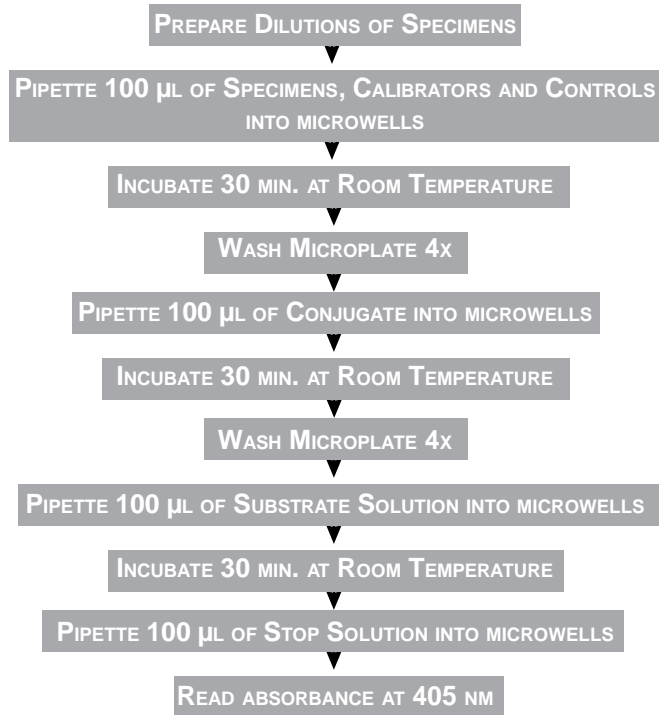 Prepare Dilutions of Specimens
Pipette 100 µl of Specimens, Calibrators and Controls
into microwells
Incubate 30 min. at Room Temperature
Wash Microplate 4x
Pipette 100 µl of Conjugate into microwells
Incubate 30 min. at Room Temperature
Wash Microplate 4x
Pipette 100 µl of Substrate Solution into microwells
Incubate 30 min. at Room Temperature
Pipette 100 µl of Stop Solution into microwells
Read absorbance at 405 nm